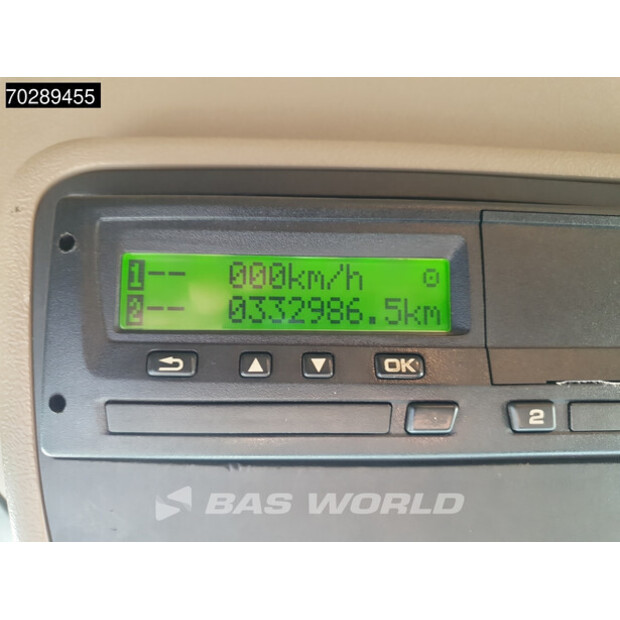 70289455
1-- 000km/h
2-- 0332986.5km
OK
2
BAS WORLD